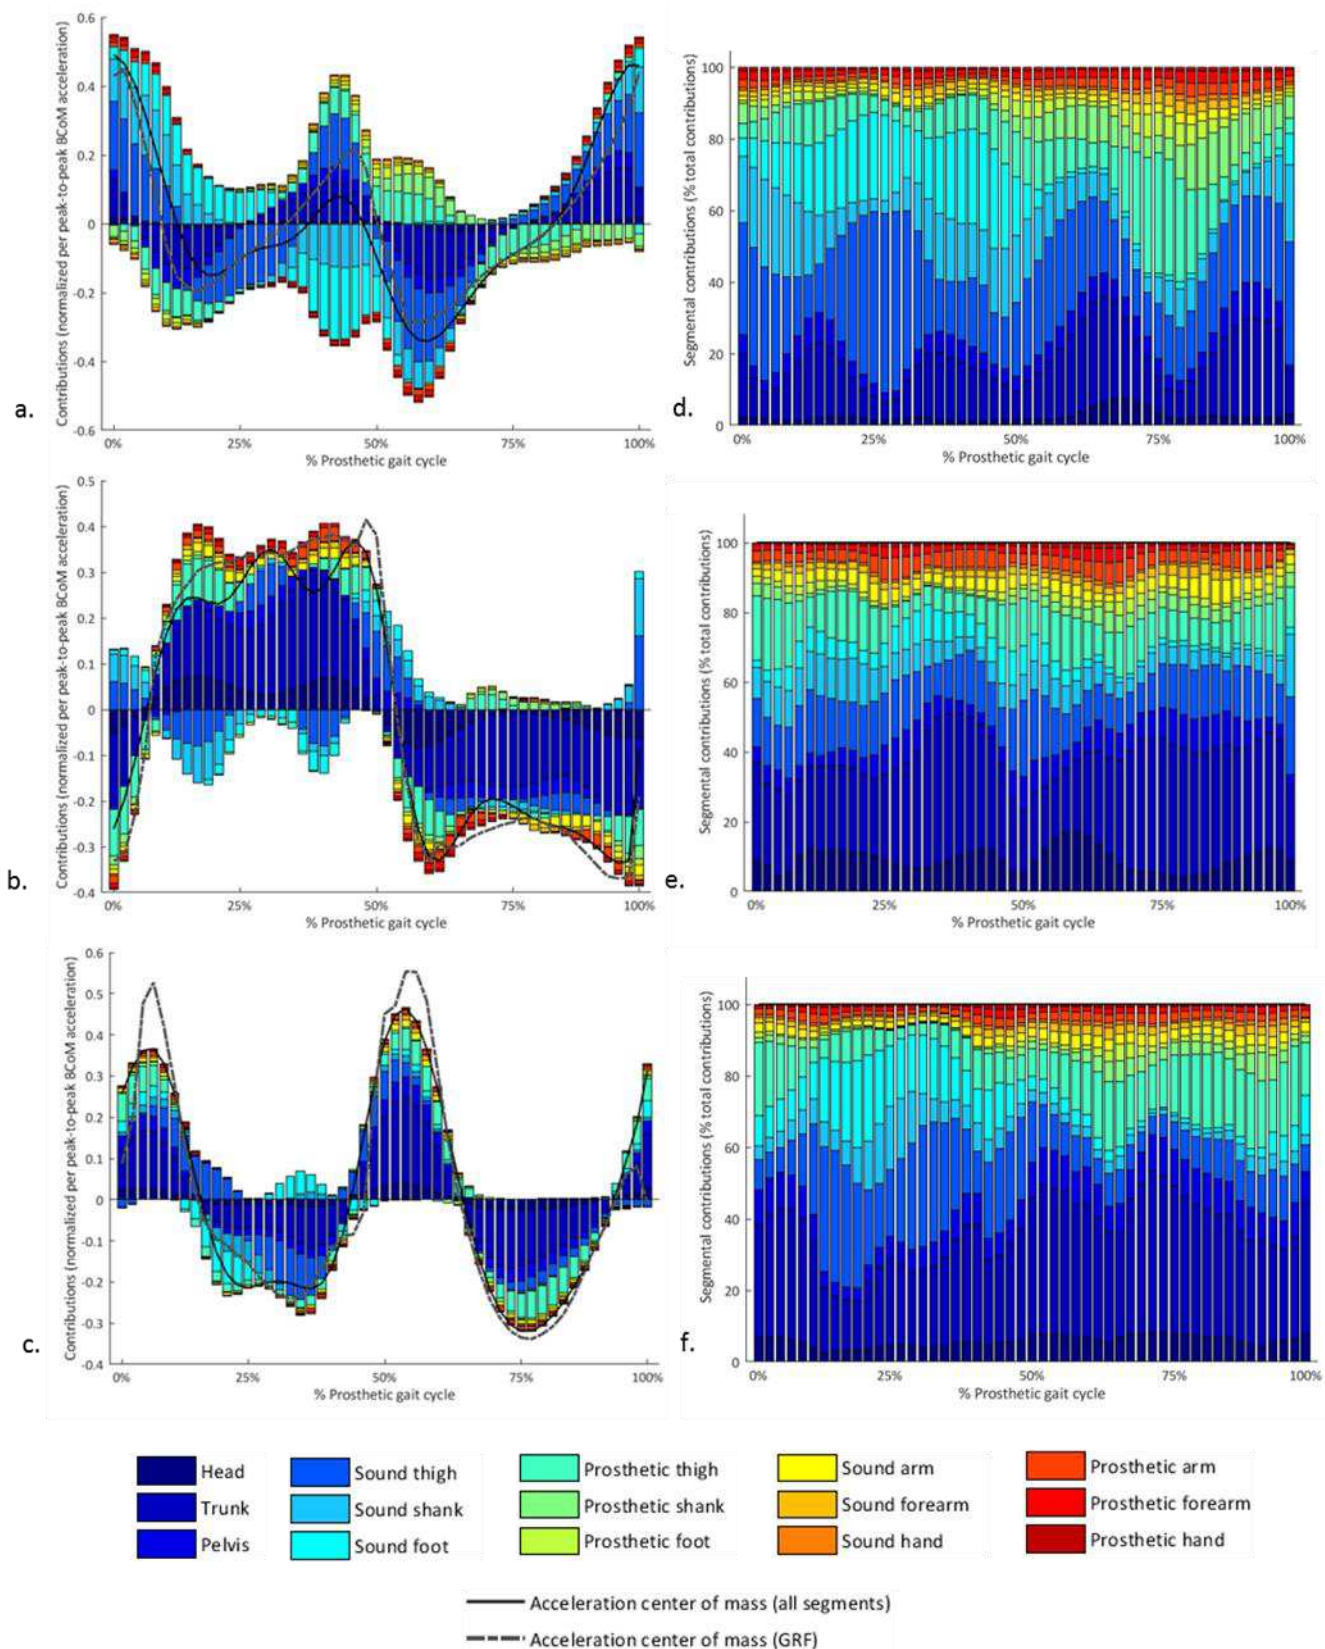 Contributions (normalized per peak-to-peak BCoM acceleration)
0.6
0.4
0.2
0
-0.2
-0.4
-0.6
0%
25%
50%
75%
100%
% Prosthetic gait cycle
a.
Segmental contributions (% total contributions)
100
80
60
40
20
0
0%
25%
50%
75%
100%
% Prosthetic gait cycle
d.
Contributions (normalized per peak-to-peak BCoM acceleration)
0.5
0.4
0.3
0.2
0.1
0
-0.1
-0.2
-0.3
-0.4
0%
25%
50%
75%
100%
% Prosthetic gait cycle
b.
Segmental contributions (% total contributions)
100
80
60
40
20
0
0%
25%
50%
75%
100%
% Prosthetic gait cycle
e.
Contributions (normalized per peak-to-peak BCoM acceleration)
0.6
0.5
0.4
0.3
0.2
0.1
0
-0.1
-0.2
-0.3
-0.4
0%
25%
50%
75%
100%
% Prosthetic gait cycle
c.
Segmental contributions (% total contributions)
100
80
60
40
20
0
0%
25%
50%
75%
100%
% Prosthetic gait cycle
f.
Head
Trunk
Pelvis
Sound thigh
Sound shank
Sound foot
Prosthetic thigh
Prosthetic shank
Prosthetic foot
Sound arm
Sound forearm
Sound hand
Prosthetic arm
Prosthetic forearm
Prosthetic hand
Acceleration center of mass (all segments)
Acceleration center of mass (GRF)